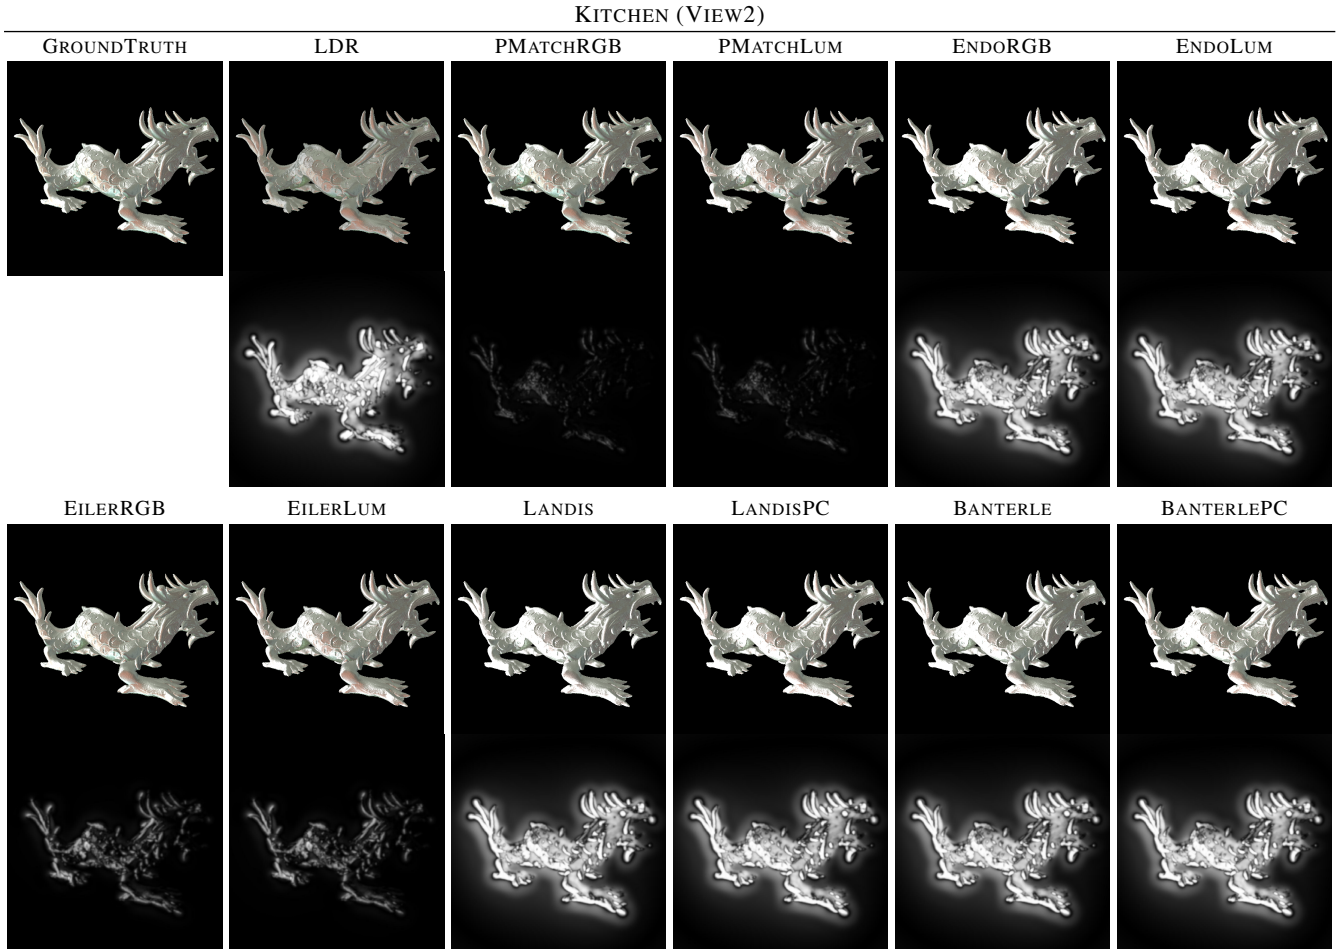 KITCHEN (VIEW2)
GROUNDTRUTH LDR PMATCHRGB PMATCHLUM ENDORGB ENDOLUM
EILERRGB EILERLUM LANDIS LANDISPC BANTERLE BANTERLEPC